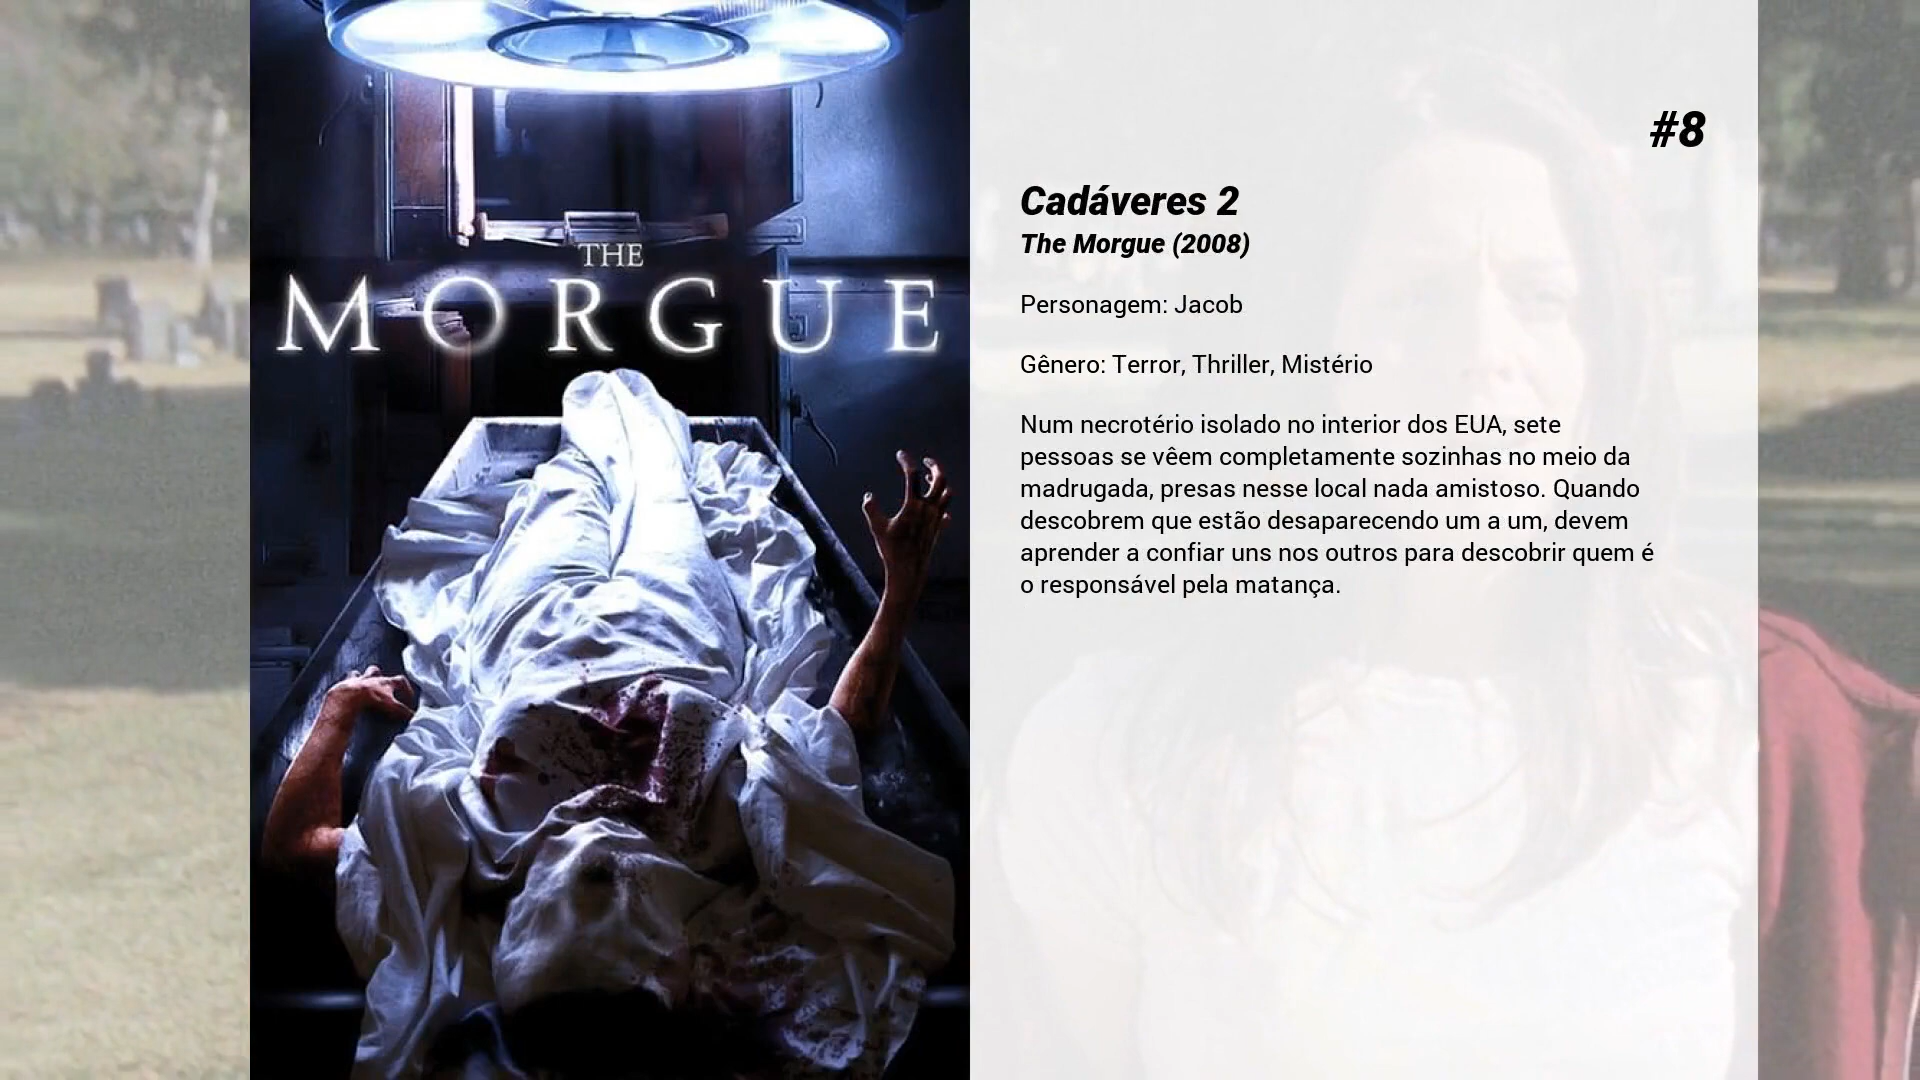 THE
MORGUE
#8
Cadáveres 2
The Morgue (2008)
Personagem: Jacob
Gênero: Terror, Thriller, Mistério
Num necrotério isolado no interior dos EUA, sete
pessoas se vêem completamente sozinhas no meio da
madrugada, presas nesse local nada amistoso. Quando
descobrem que estão desaparecendo um a um, devem
aprender a confiar uns nos outros para descobrir quem é
o responsável pela matança.